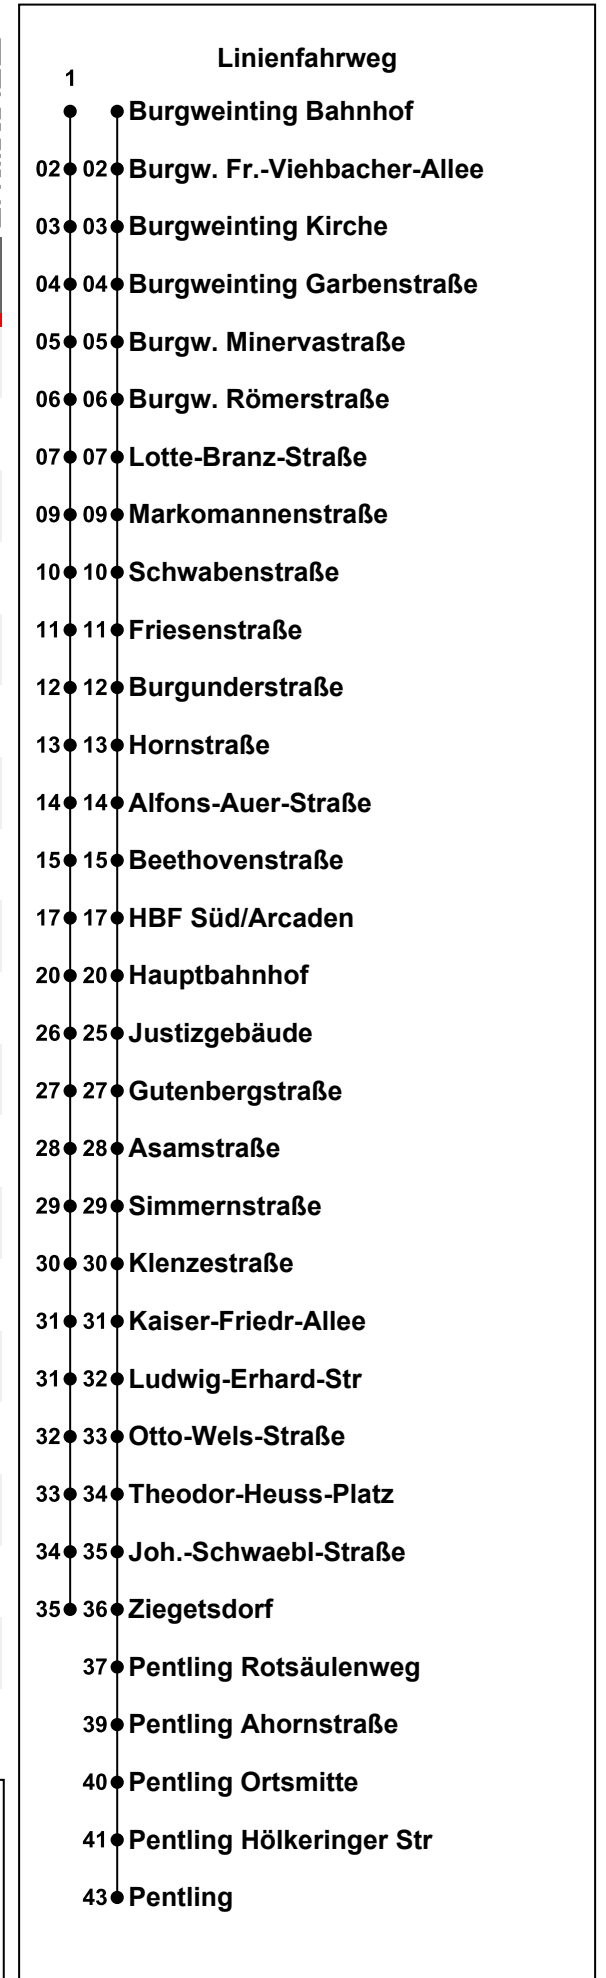 Linienfahrweg
1
Burgweinting Bahnhof
02 02 Burgw. Fr.-Viehbacher-Allee
03 03 Burgweinting Kirche
04 04 Burgweinting Garbenstraße
05 05 Burgw. Minervastraße
06 06 Burgw. Römerstraße
07 07 Lotte-Branz-Straße
09 09 Markomannenstraße
10 10 Schwabenstraße
11 11 Friesenstraße
12 12 Burgunderstraße
13 13 Hornstraße
14 14 Alfons-Auer-Straße
15 15 Beethovenstraße
17 17 HBF Süd/Arcaden
20 20 Hauptbahnhof
26 25 Justizgebäude
27 27 Gutenbergstraße
28 28 Asamstraße
29 29 Simmernstraße
30 30 Klenzestraße
31 31 Kaiser-Friedr-Allee
31 32 Ludwig-Erhard-Str
32 33 Otto-Wels-Straße
33 34 Theodor-Heuss-Platz
34 35 Joh.-Schwaebl-Straße
35 36 Ziegetsdorf
37 Pentling Rotsäulenweg
39 Pentling Ahornstraße
40 Pentling Ortsmitte
41 Pentling Hölkeringer Str
43 Pentling